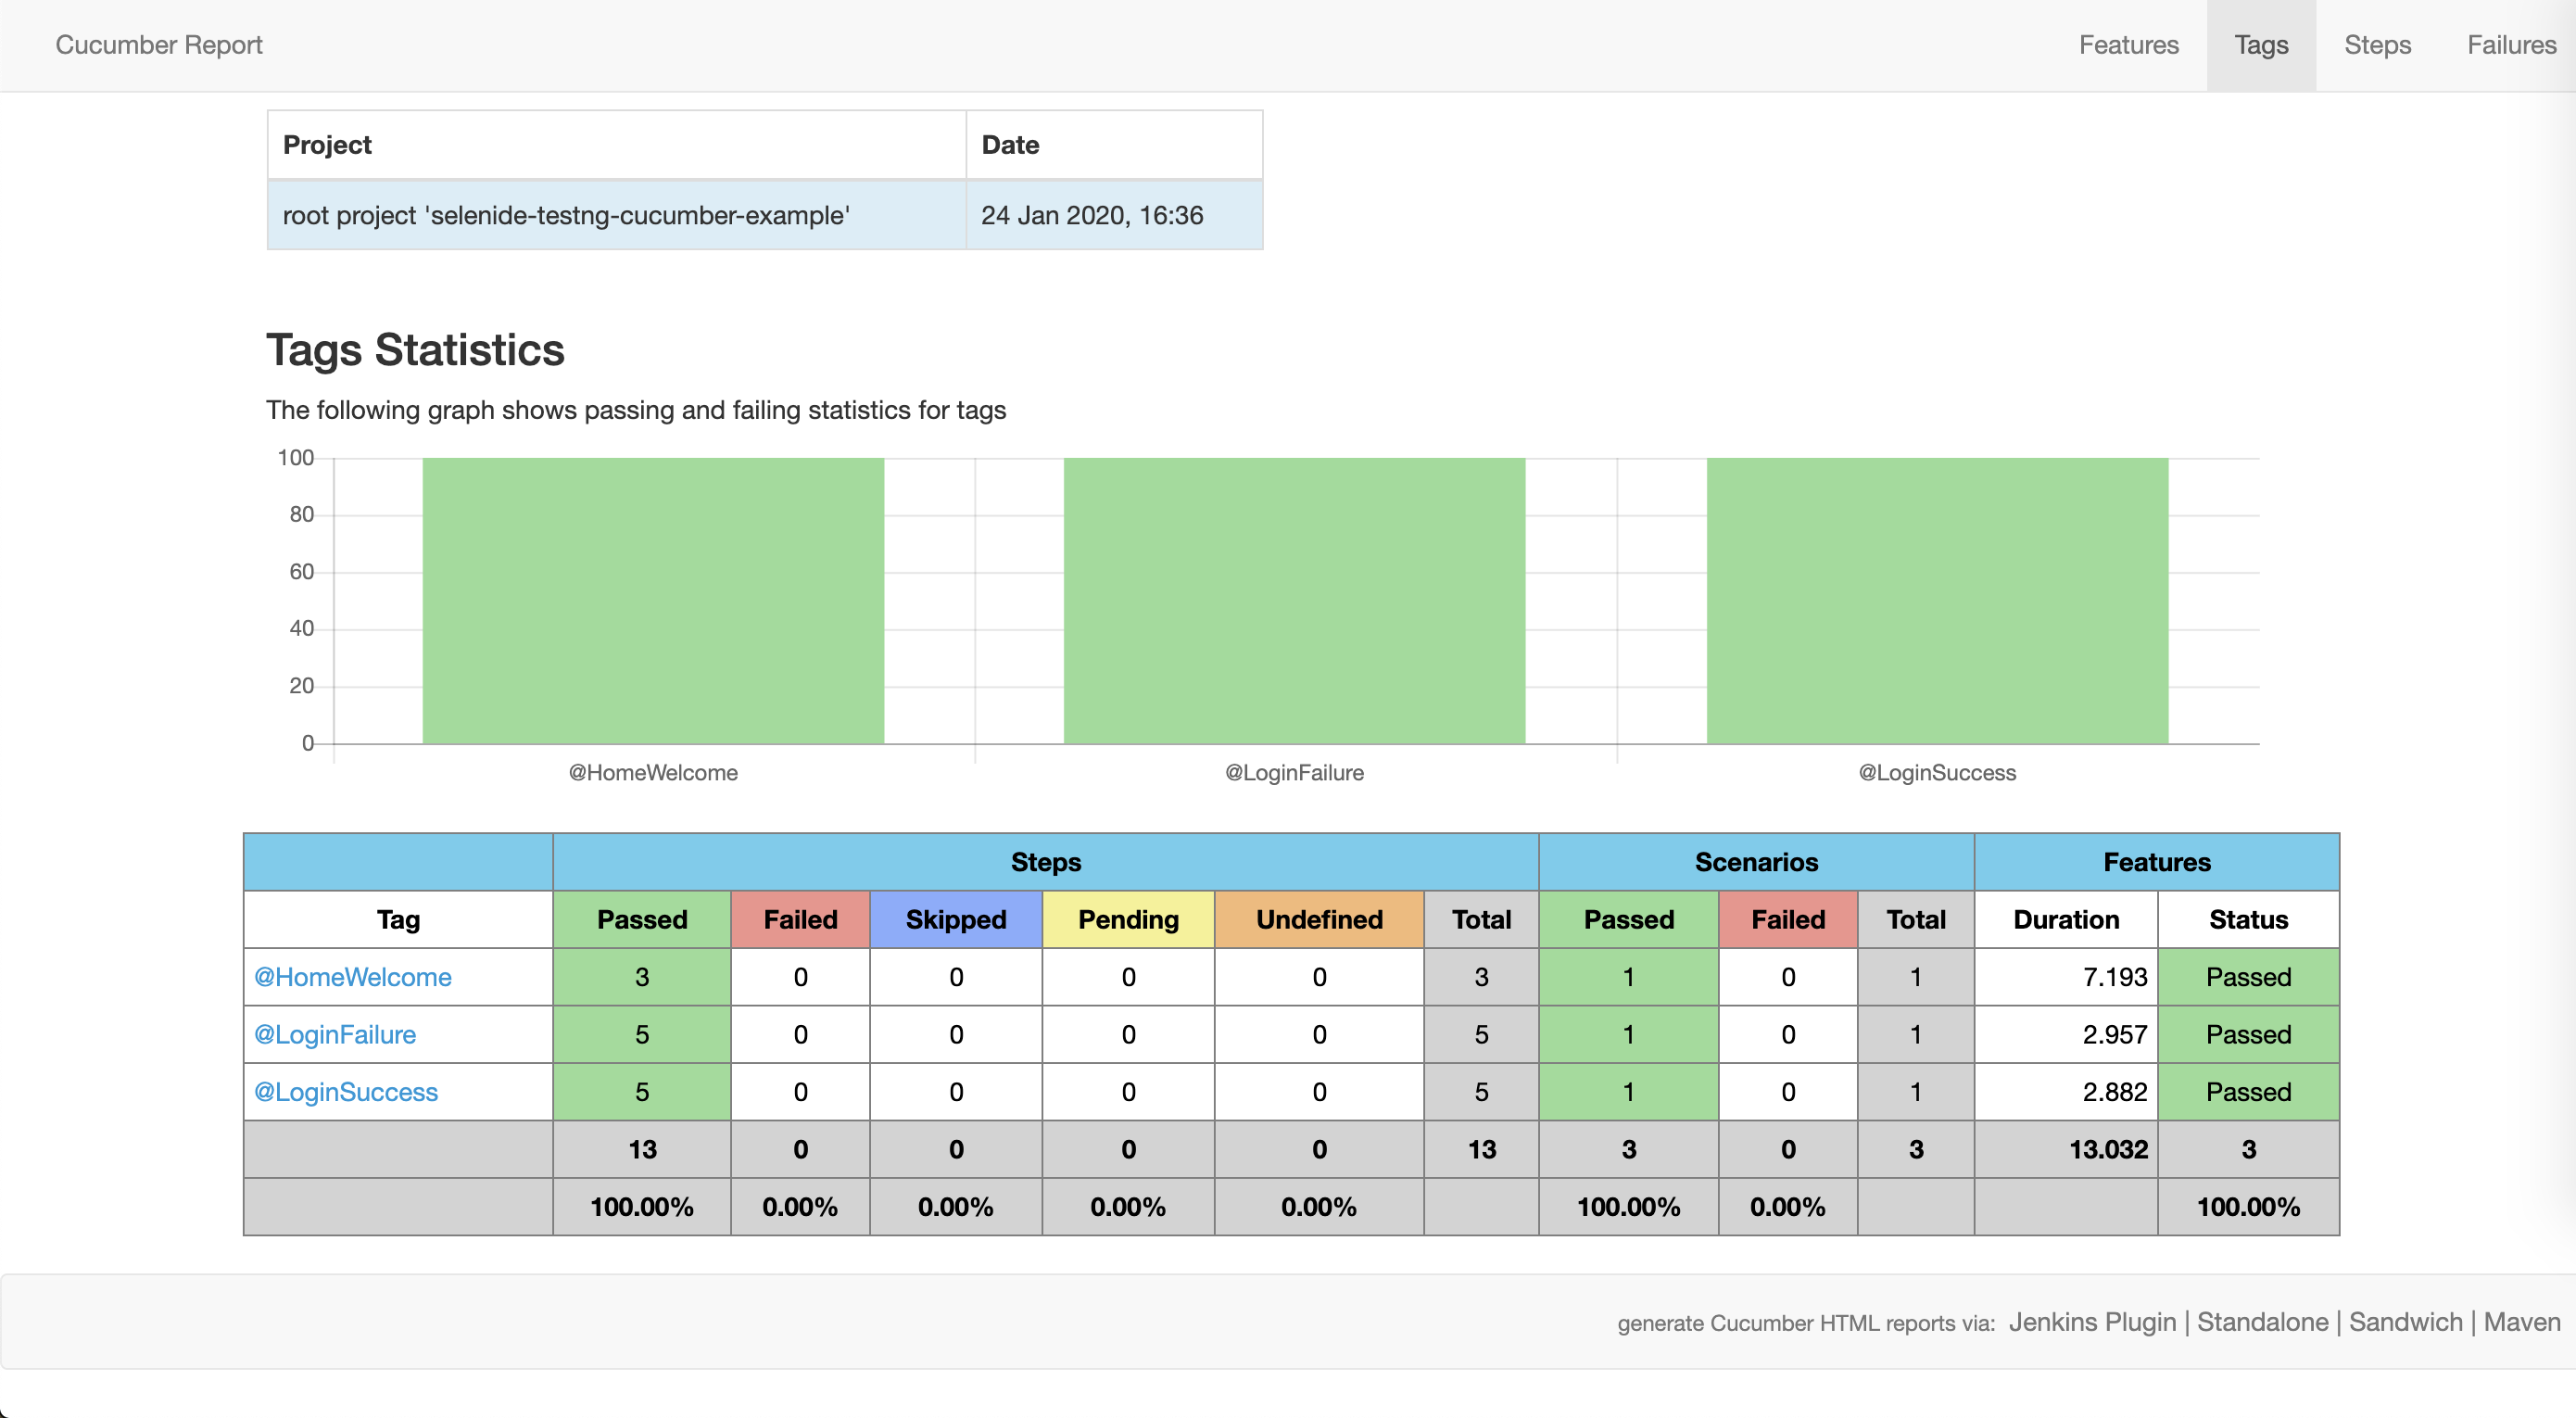 Cucumber Report Features Tags Steps Failures
Project Date
root project 'selenide-testng-cucumber-example' 24 Jan 2020, 16:36
Tags Statistics
The following graph shows passing and failing statistics for tags
100
80
60
40
20
0
@HomeWelcome @LoginFailure @LoginSuccess
Steps Scenarios Features
Tag Passed Failed Skipped Pending Undefined Total Passed Failed Total Duration Status
@HomeWelcome 3 0 0 0 0 3 1 0 1 7.193 Passed
@LoginFailure 5 0 0 0 0 5 1 0 1 2.957 Passed
@LoginSuccess 5 0 0 0 0 5 1 0 1 2.882 Passed
13 0 0 0 0 13 3 0 3 13.032 3
100.00% 0.00% 0.00% 0.00% 0.00% 100.00% 0.00% 100.00%
generate Cucumber HTML reports via: Jenkins Plugin | Standalone | Sandwich | Maven